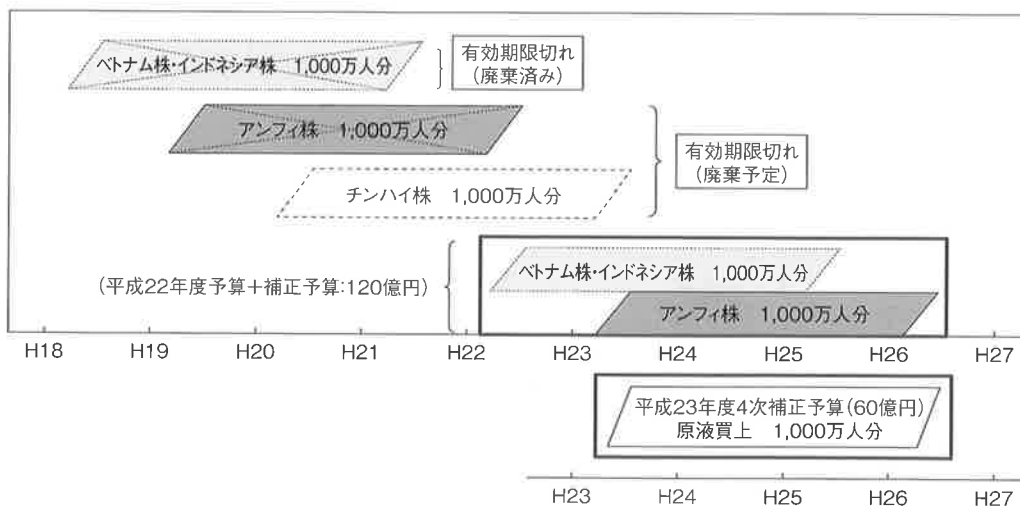 ベトナム株・インドネシア株 1,000万人分
有効期限切れ
(廃棄済み)
アンフィ株 1,000万人分
有効期限切れ
(廃棄予定)
チンハイ株 1,000万人分
(平成22年度予算+補正予算:120億円)
ベトナム株・インドネシア株 1,000万人分
アンフィ株 1,000万人分
H18 H19 H20 H21 H22 H23 H24 H25 H26 H27
平成23年度4次補正予算(60億円)
原液買上 1,000万人分
H23 H24 H25 H26 H27